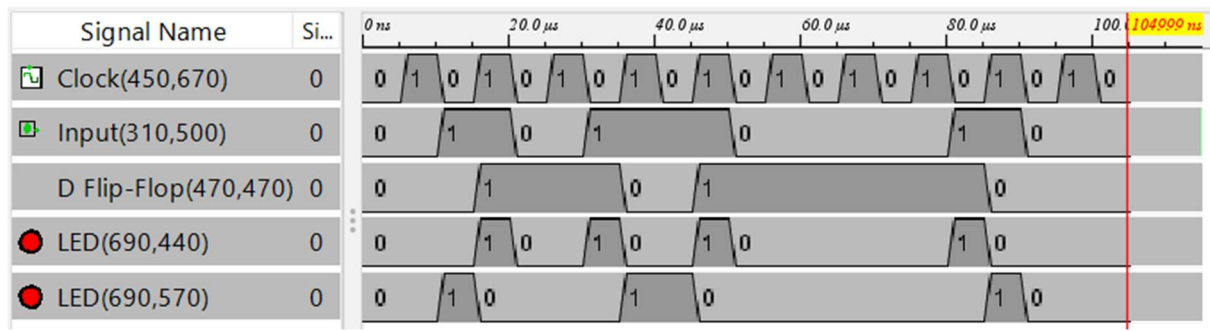 Signal Name Si... 0 ns 20.0 µs 40.0 µs 60.0 µs 80.0 µs 100. 104999 ns
Clock(450,670) 0 0 1 0 1 0 1 0 1 0 1 0 1 0 1 0 1 0 1 0 1 0
Input(310,500) 0 0 1 0 1 0 1 0
D Flip-Flop(470,470) 0 0 1 0 1 0
LED(690,440) 0 0 1 0 1 0 1 0 1 0
LED(690,570) 0 0 1 0 1 0 1 0